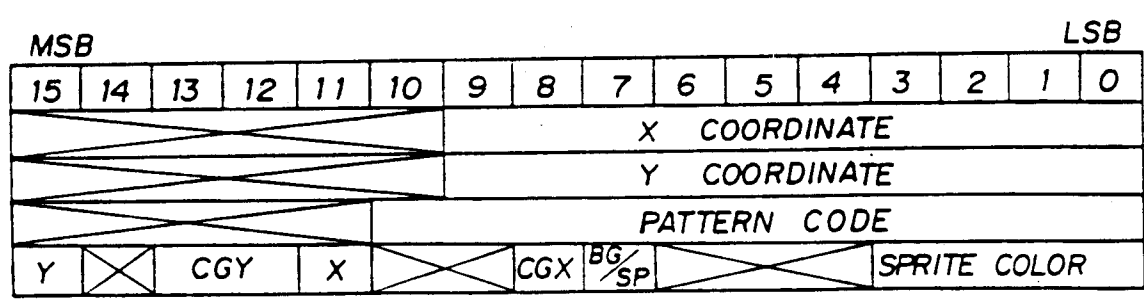 MSB LSB
15 14 13 12 11 10 9 8 7 6 5 4 3 2 1 0
X COORDINATE
Y COORDINATE
PATTERN CODE
Y CGY X CGX BG/SP SPRITE COLOR